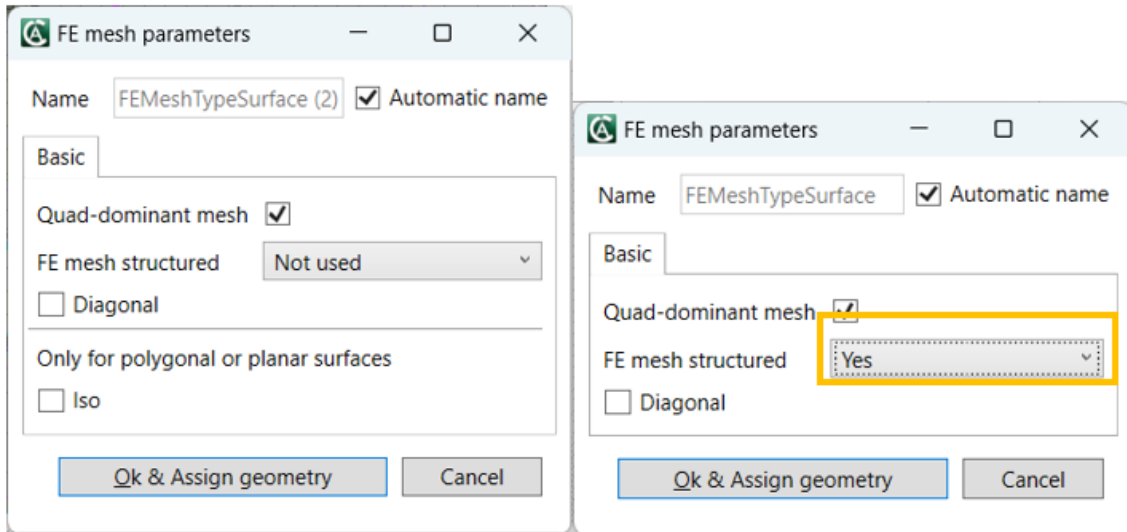 FE mesh parameters
Name FEMeshTypeSurface (2) Automatic name
Basic
Quad-dominant mesh
FE mesh structured Not used
Diagonal
Only for polygonal or planar surfaces
Iso
Ok & Assign geometry Cancel
FE mesh parameters
Name FEMeshTypeSurface Automatic name
Basic
Quad-dominant mesh
FE mesh structured Yes
Diagonal
Ok & Assign geometry Cancel